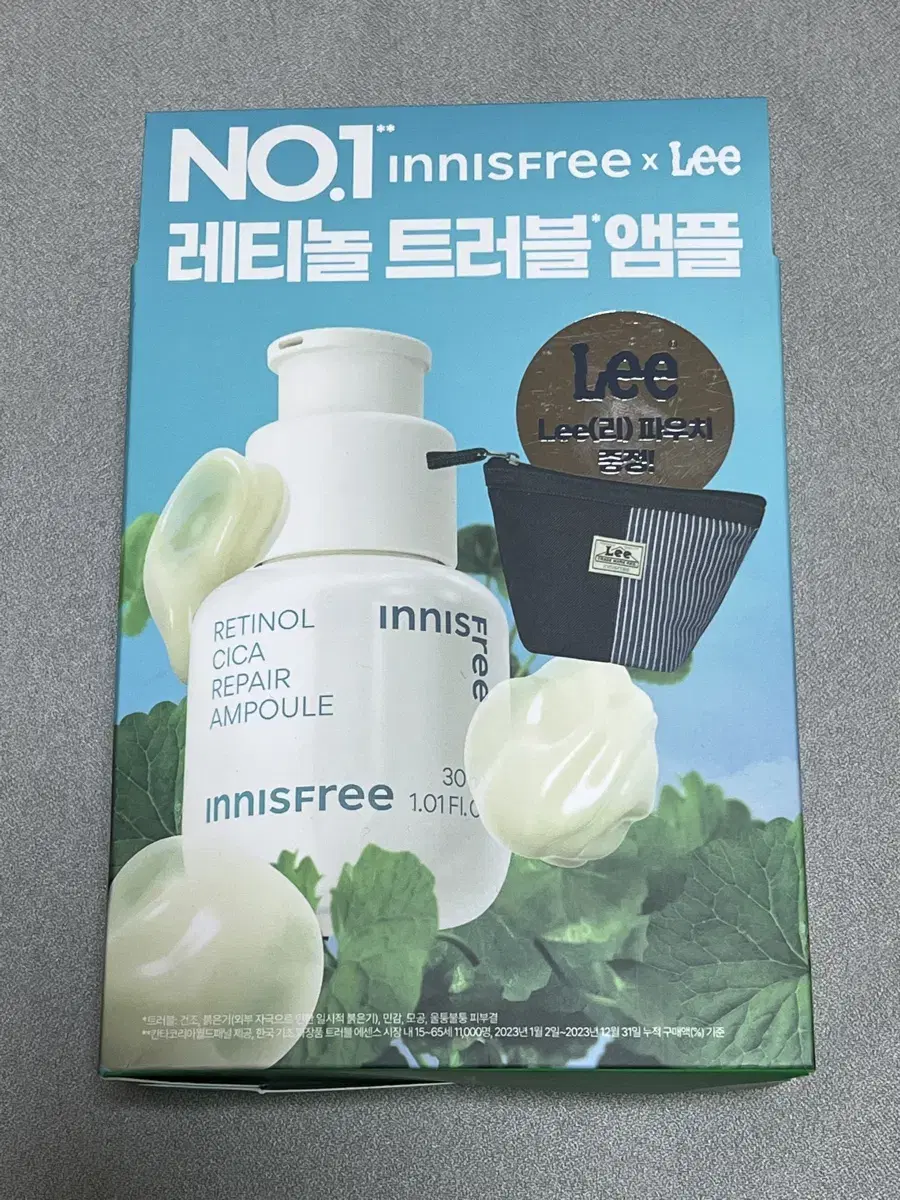 NO.1** innisfree x Lee
레티놀 트러블* 앰플
Lee
Lee(리) 파우치
증정!
Lee
RETINOL
CICA
REPAIR
AMPOULE
innisfree
innisfree
30
1.01 Fl.
*트러블: 건조, 붉은기(외부 자극으로 인한 일시적 붉은기), 민감, 모공, 울퉁불퉁 피부결
**칸타코리아월드패널 제공, 한국 기초화장품 트러블 에센스 시장 내 15~65세 11,000명, 2023년 1월 2일~2023년 12월 31일 누적 구매액(%) 기준